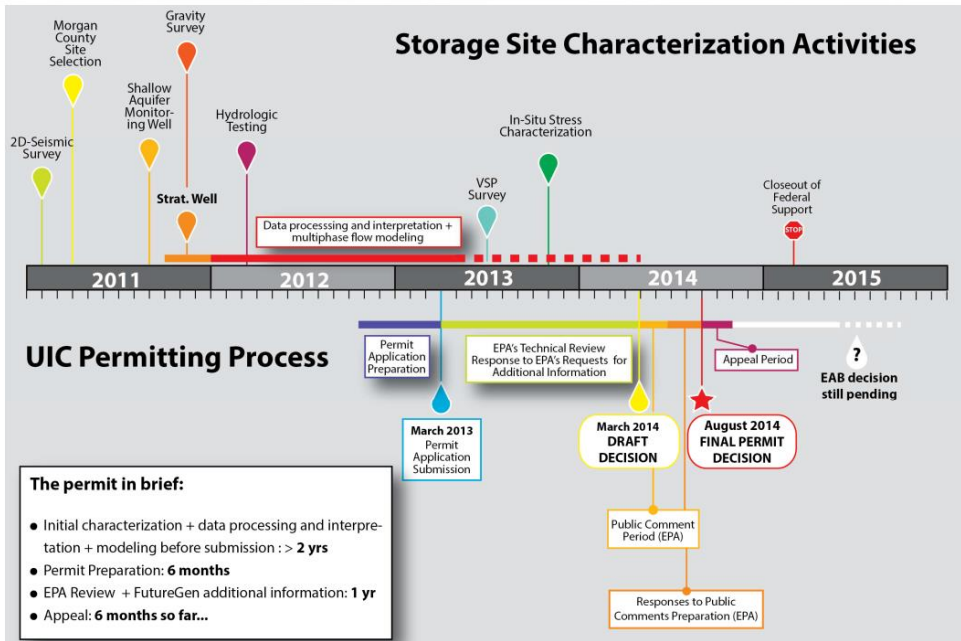 Storage Site Characterization Activities
Morgan
County
Site
Selection
Gravity
Survey
Shallow
Aquifer
Monitor-
ing Well
Hydrologic
Testing
2D-Seismic
Survey
Strat. Well
In-Situ Stress
Characterization
VSP
Survey
Closeout of
Federal
Support
STOP
Data processsing and interpretation +
multiphase flow modeling
2011
2012
2013
2014
2015
UIC Permitting Process
Permit
Application
Preparation
EPA's Technical Review
Response to EPA's Requests for
Additional Information
Appeal Period
?
EAB decision
still pending
March 2013
Permit
Application
Submission
March 2014
DRAFT
DECISION
August 2014
FINAL PERMIT
DECISION
Public Comment
Period (EPA)
Responses to Public
Comments Preparation (EPA)
The permit in brief:
• Initial characterization + data processing and interpre-
tation + modeling before submission : > 2 yrs
• Permit Preparation: 6 months
• EPA Review + FutureGen additional information: 1 yr
• Appeal: 6 months so far...